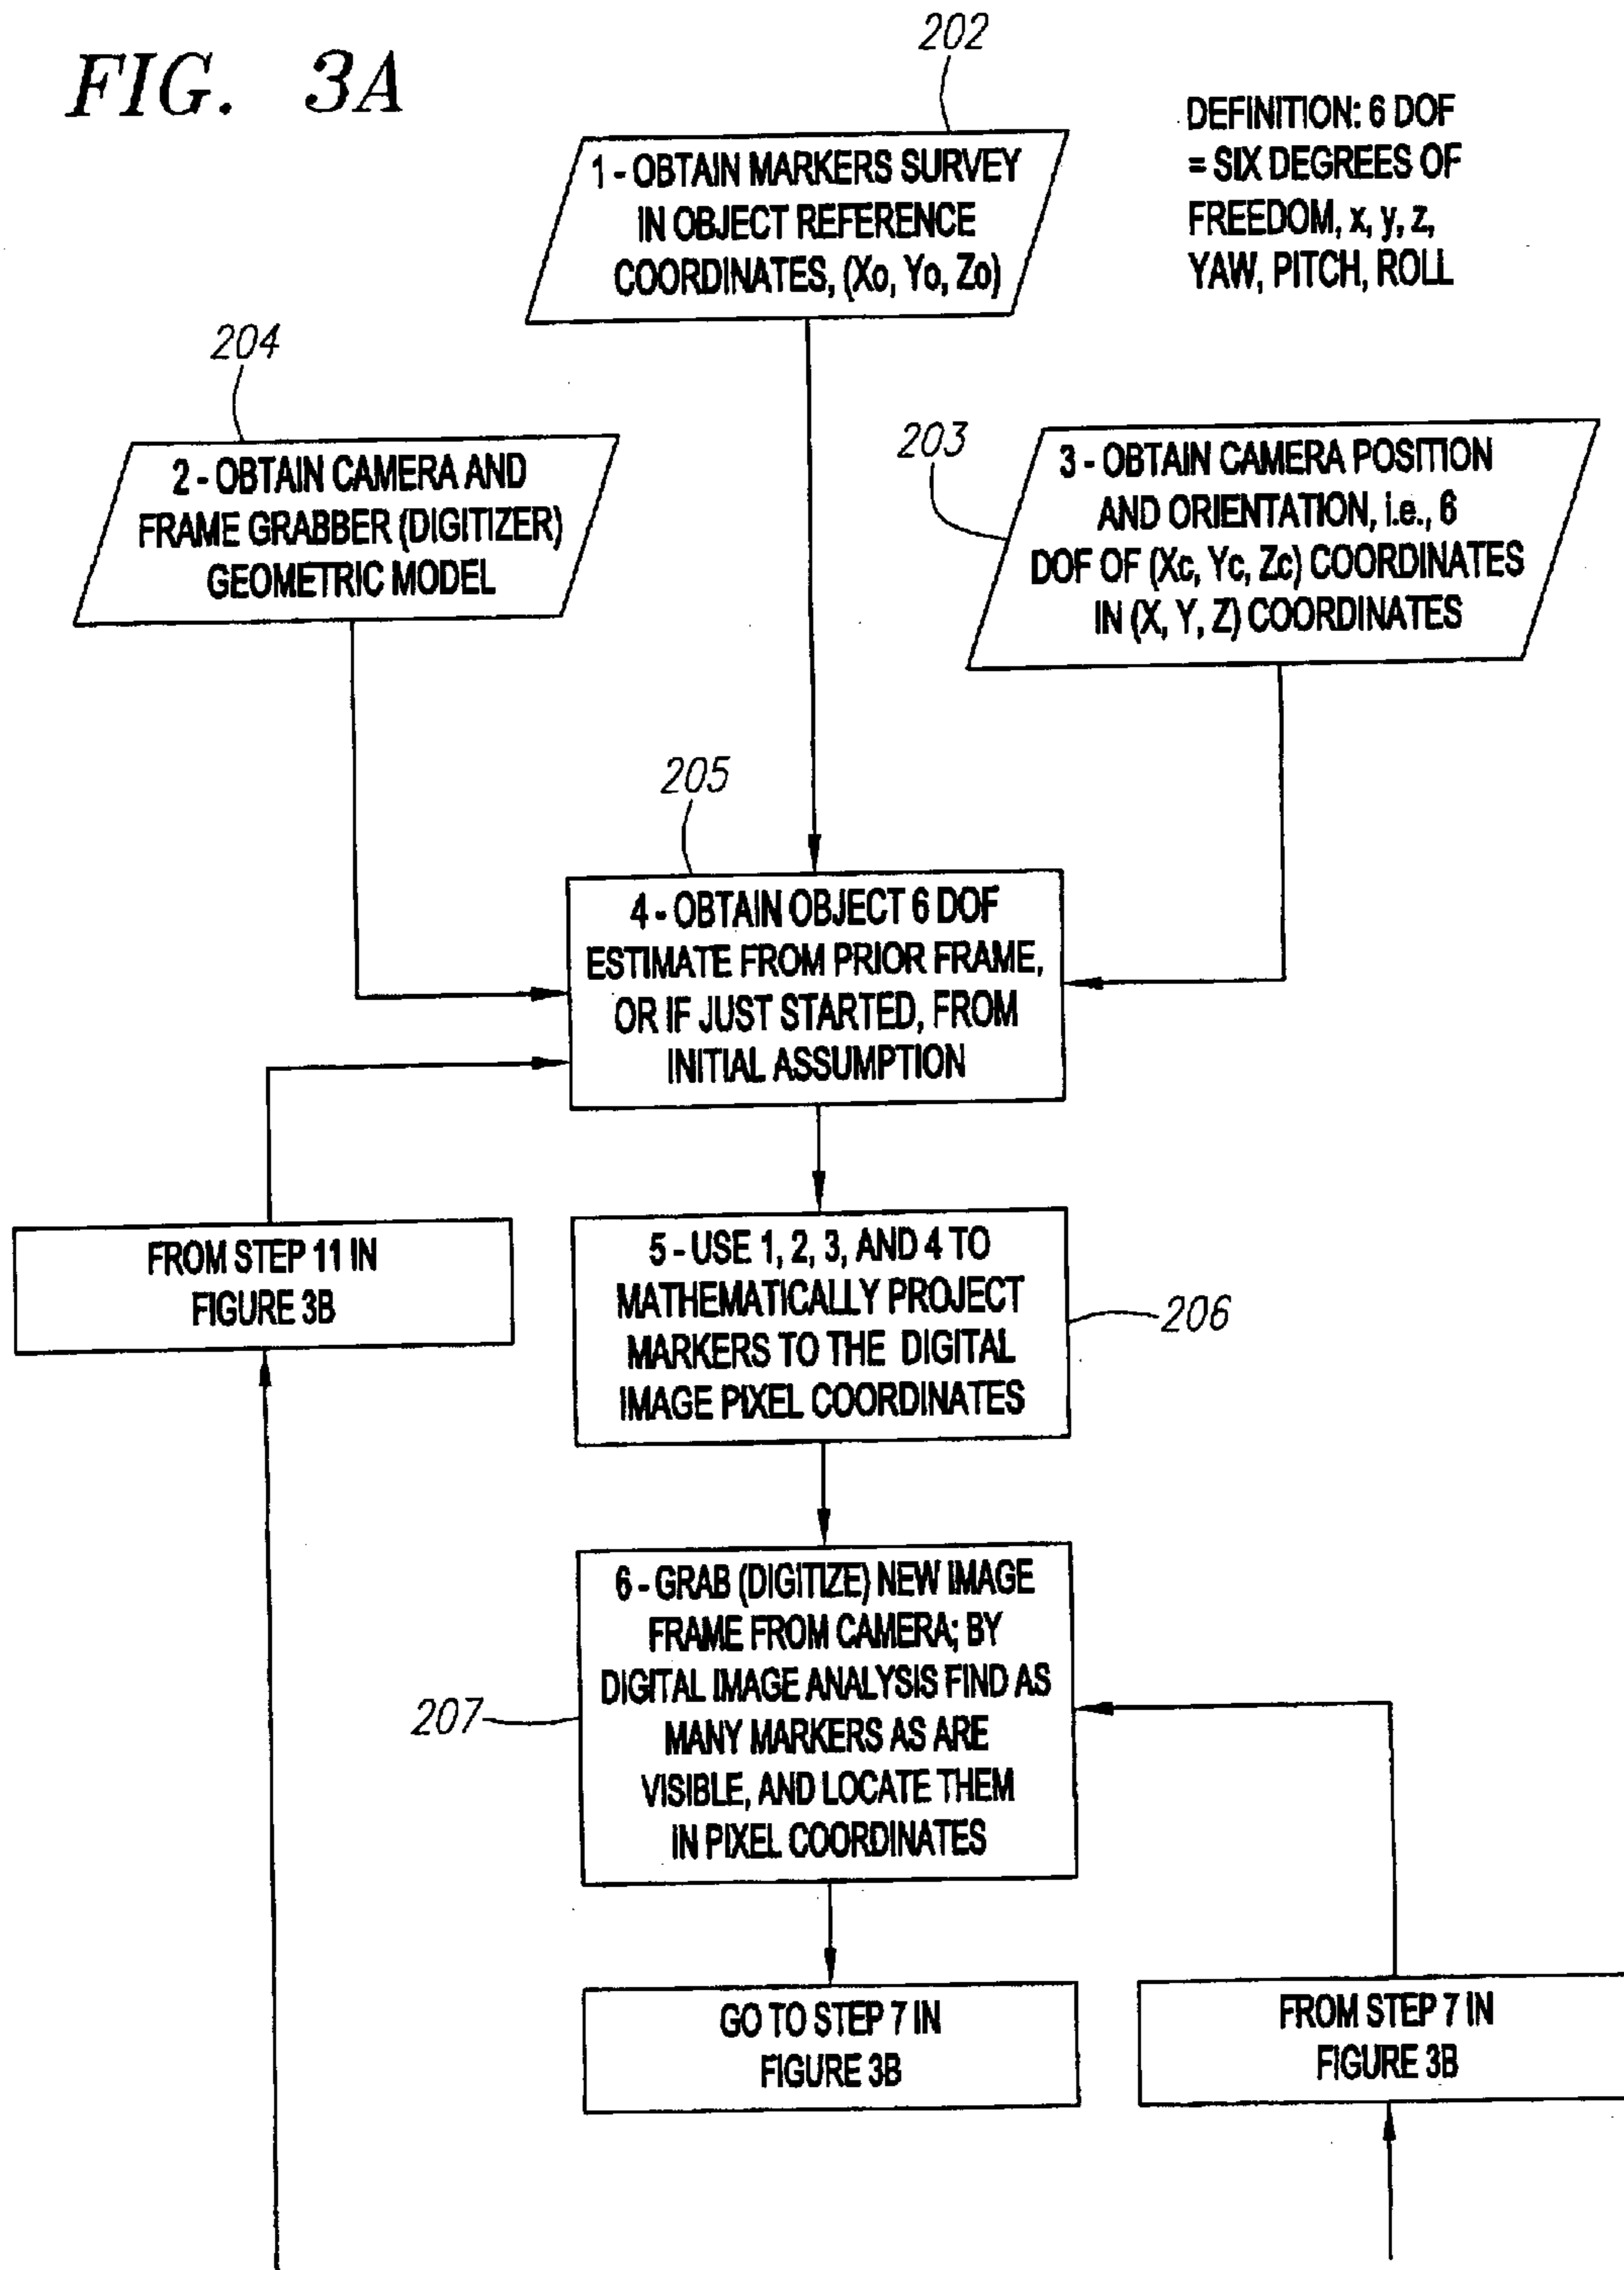 FIG. 3A
202
DEFINITION: 6 DOF
= SIX DEGREES OF
FREEDOM, x, y, z,
YAW, PITCH, ROLL
1 - OBTAIN MARKERS SURVEY
IN OBJECT REFERENCE
COORDINATES, (Xo, Yo, Zo)
204
2 - OBTAIN CAMERA AND
FRAME GRABBER (DIGITIZER)
GEOMETRIC MODEL
203
3 - OBTAIN CAMERA POSITION
AND ORIENTATION, i.e., 6
DOF OF (Xc, Yc, Zc) COORDINATES
IN (X, Y, Z) COORDINATES
205
4 - OBTAIN OBJECT 6 DOF
ESTIMATE FROM PRIOR FRAME,
OR IF JUST STARTED, FROM
INITIAL ASSUMPTION
FROM STEP 11 IN
FIGURE 3B
5 - USE 1, 2, 3, AND 4 TO
MATHEMATICALLY PROJECT
MARKERS TO THE DIGITAL
IMAGE PIXEL COORDINATES
206
6 - GRAB (DIGITIZE) NEW IMAGE
FRAME FROM CAMERA; BY
DIGITAL IMAGE ANALYSIS FIND AS
MANY MARKERS AS ARE
VISIBLE, AND LOCATE THEM
IN PIXEL COORDINATES
207
GO TO STEP 7 IN
FIGURE 3B
FROM STEP 7 IN
FIGURE 3B